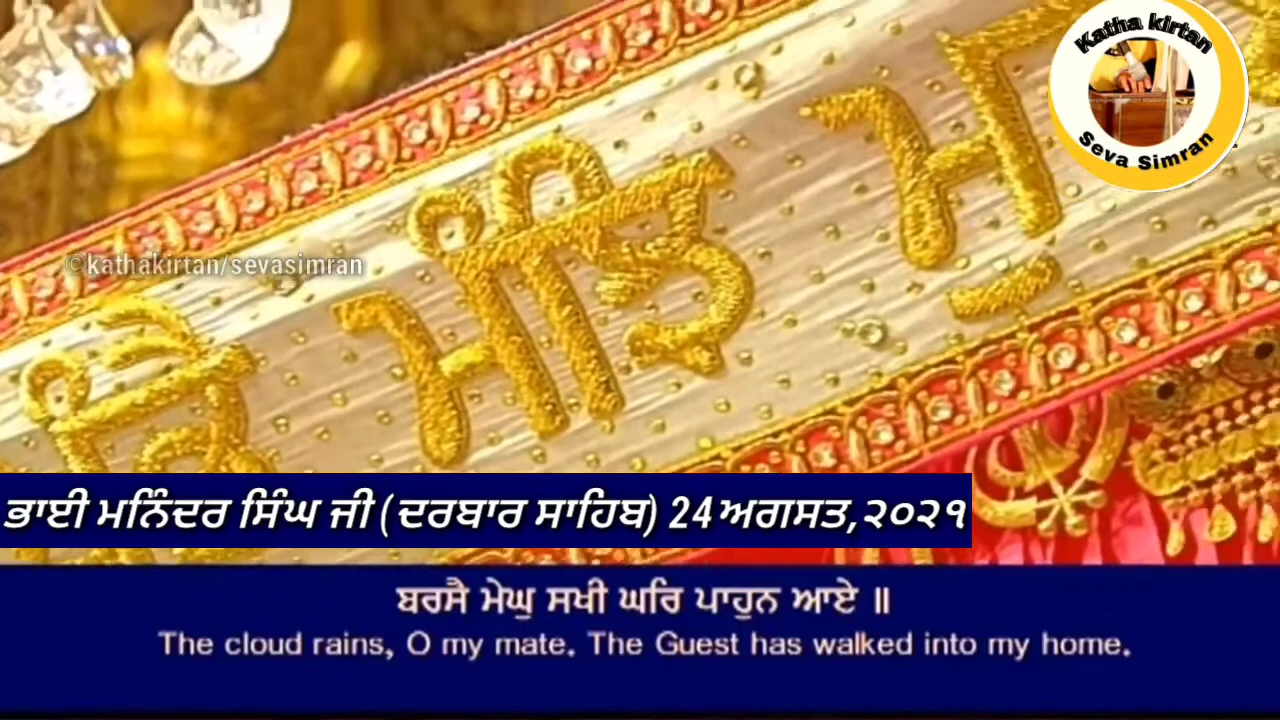 Katha kirtan
Seva Simran
©kathakirtan/sevasimran
ਭਾਈ ਮਨਿੰਦਰ ਸਿੰਘ ਜੀ (ਦਰਬਾਰ ਸਾਹਿਬ) 24 ਅਗਸਤ,੨੦੨੧
ਬਰਸੈ ਮੇਘੁ ਸਖੀ ਘਰਿ ਪਾਹੁਨ ਆਏ ॥
The cloud rains, O my mate. The Guest has walked into my home.